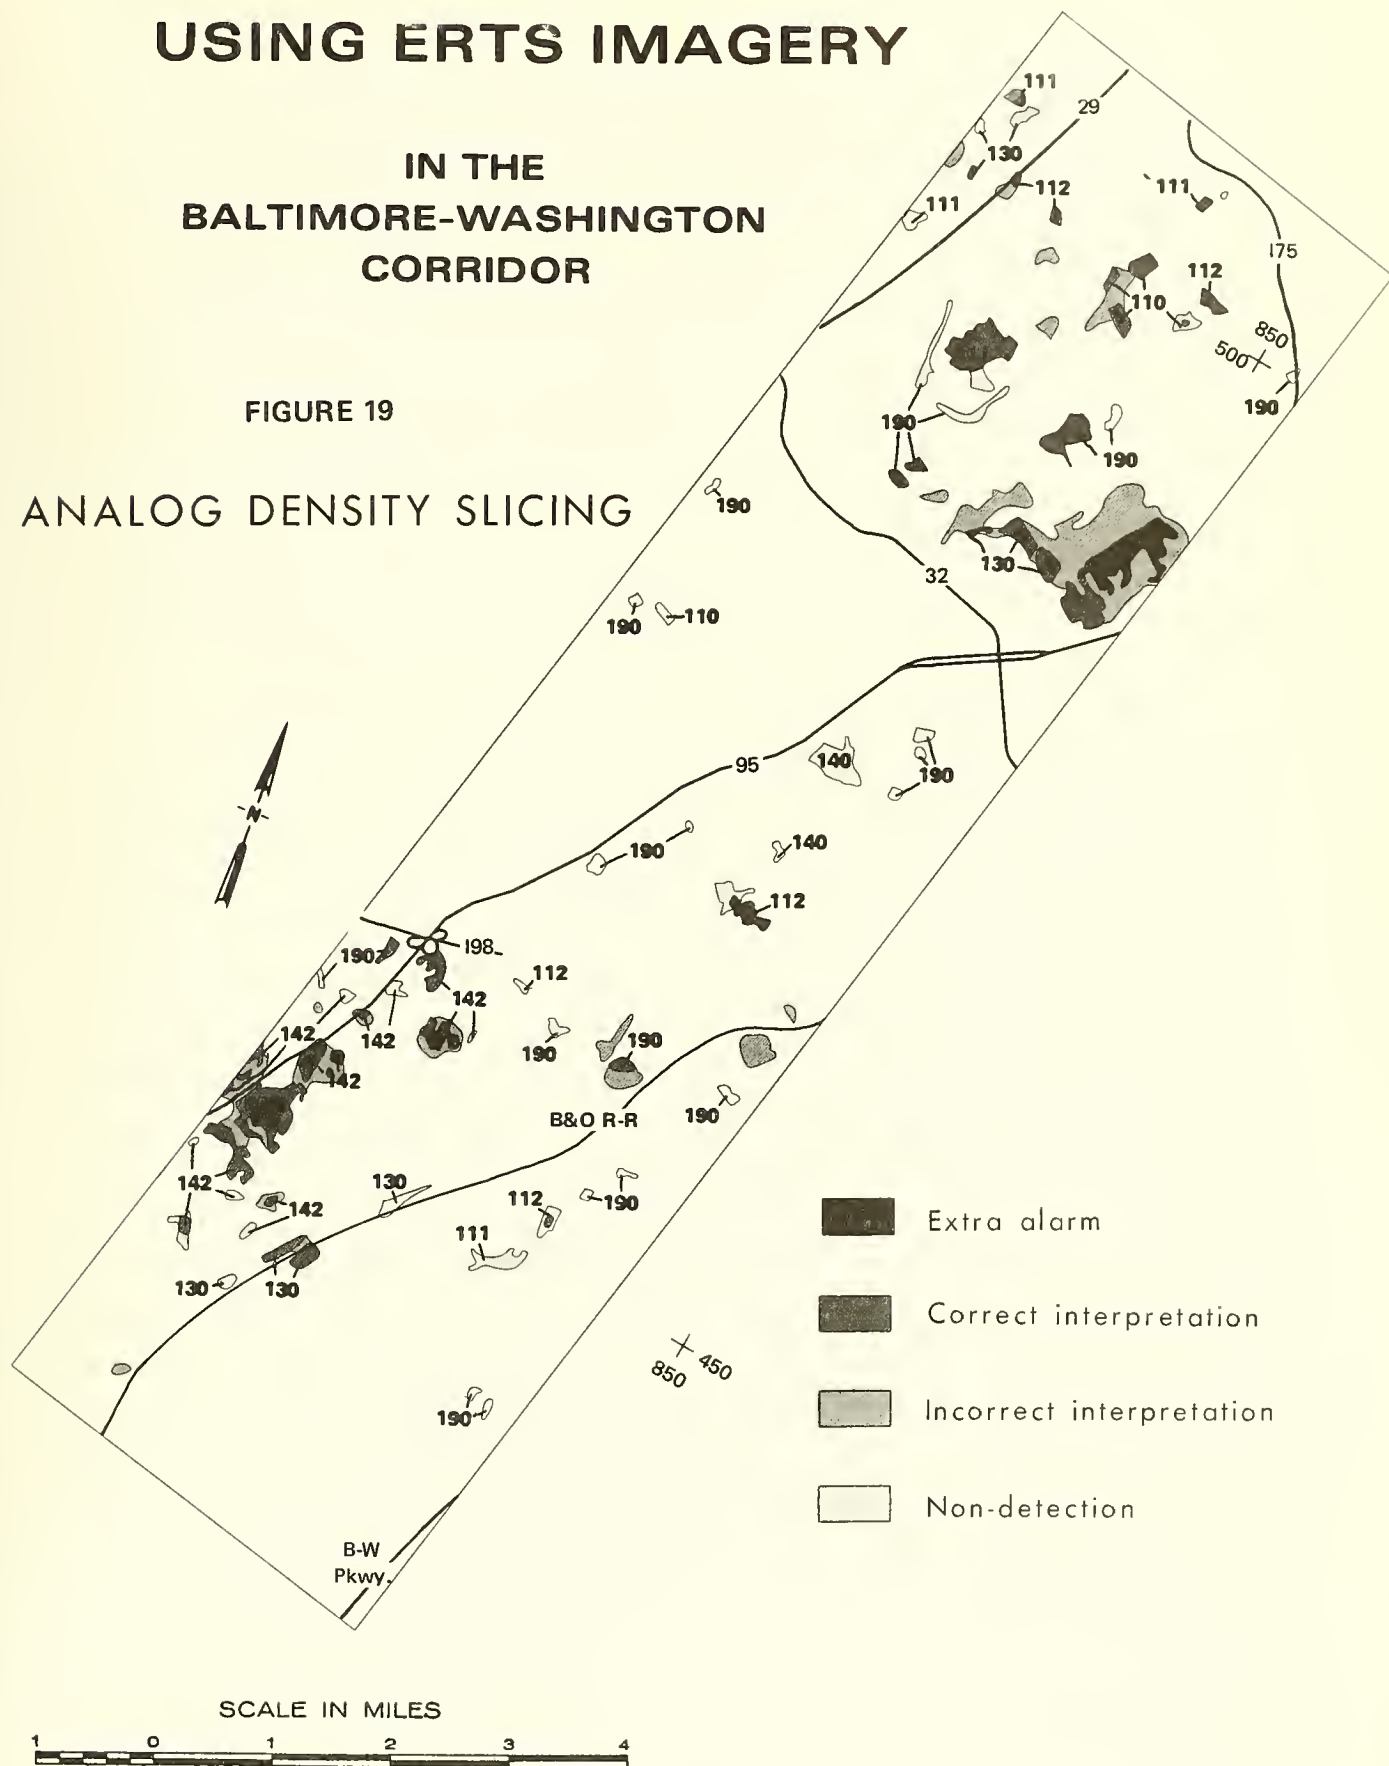 USING ERTS IMAGERY
IN THE
BALTIMORE-WASHINGTON
CORRIDOR
FIGURE 19
ANALOG DENSITY SLICING
111
29
130
112
111
111
175
112
110
850
500
190
190
190
190
130
32
190
110
95
140
190
190
140
112
198
190
112
142
142
142
190
190
142
B&O R-R
190
142
130
142
112
190
111
130
130
850
450
190
B-W
Pkwy.
N
Extra alarm
Correct interpretation
Incorrect interpretation
Non-detection
SCALE IN MILES
1 0 1 2 3 4